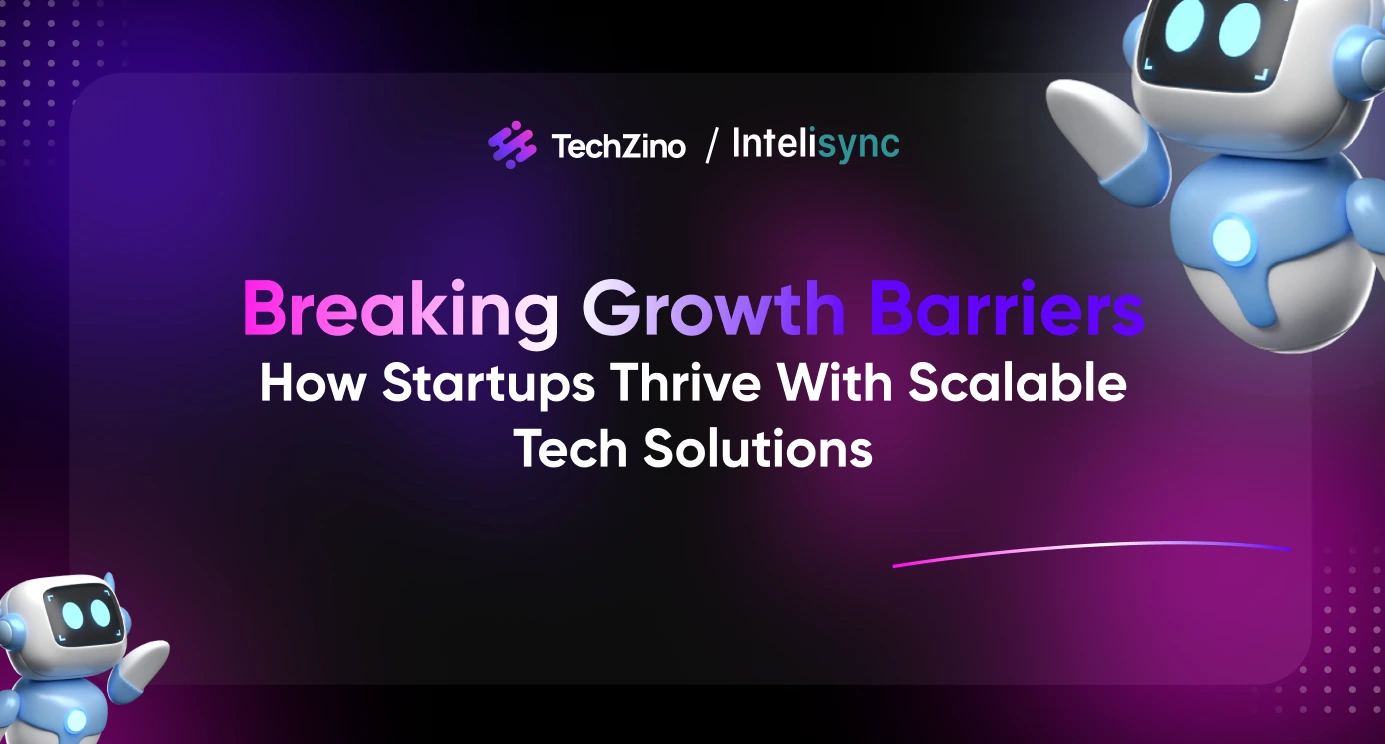 TechZino / Intelisync
Breaking Growth Barriers
How Startups Thrive With Scalable
Tech Solutions